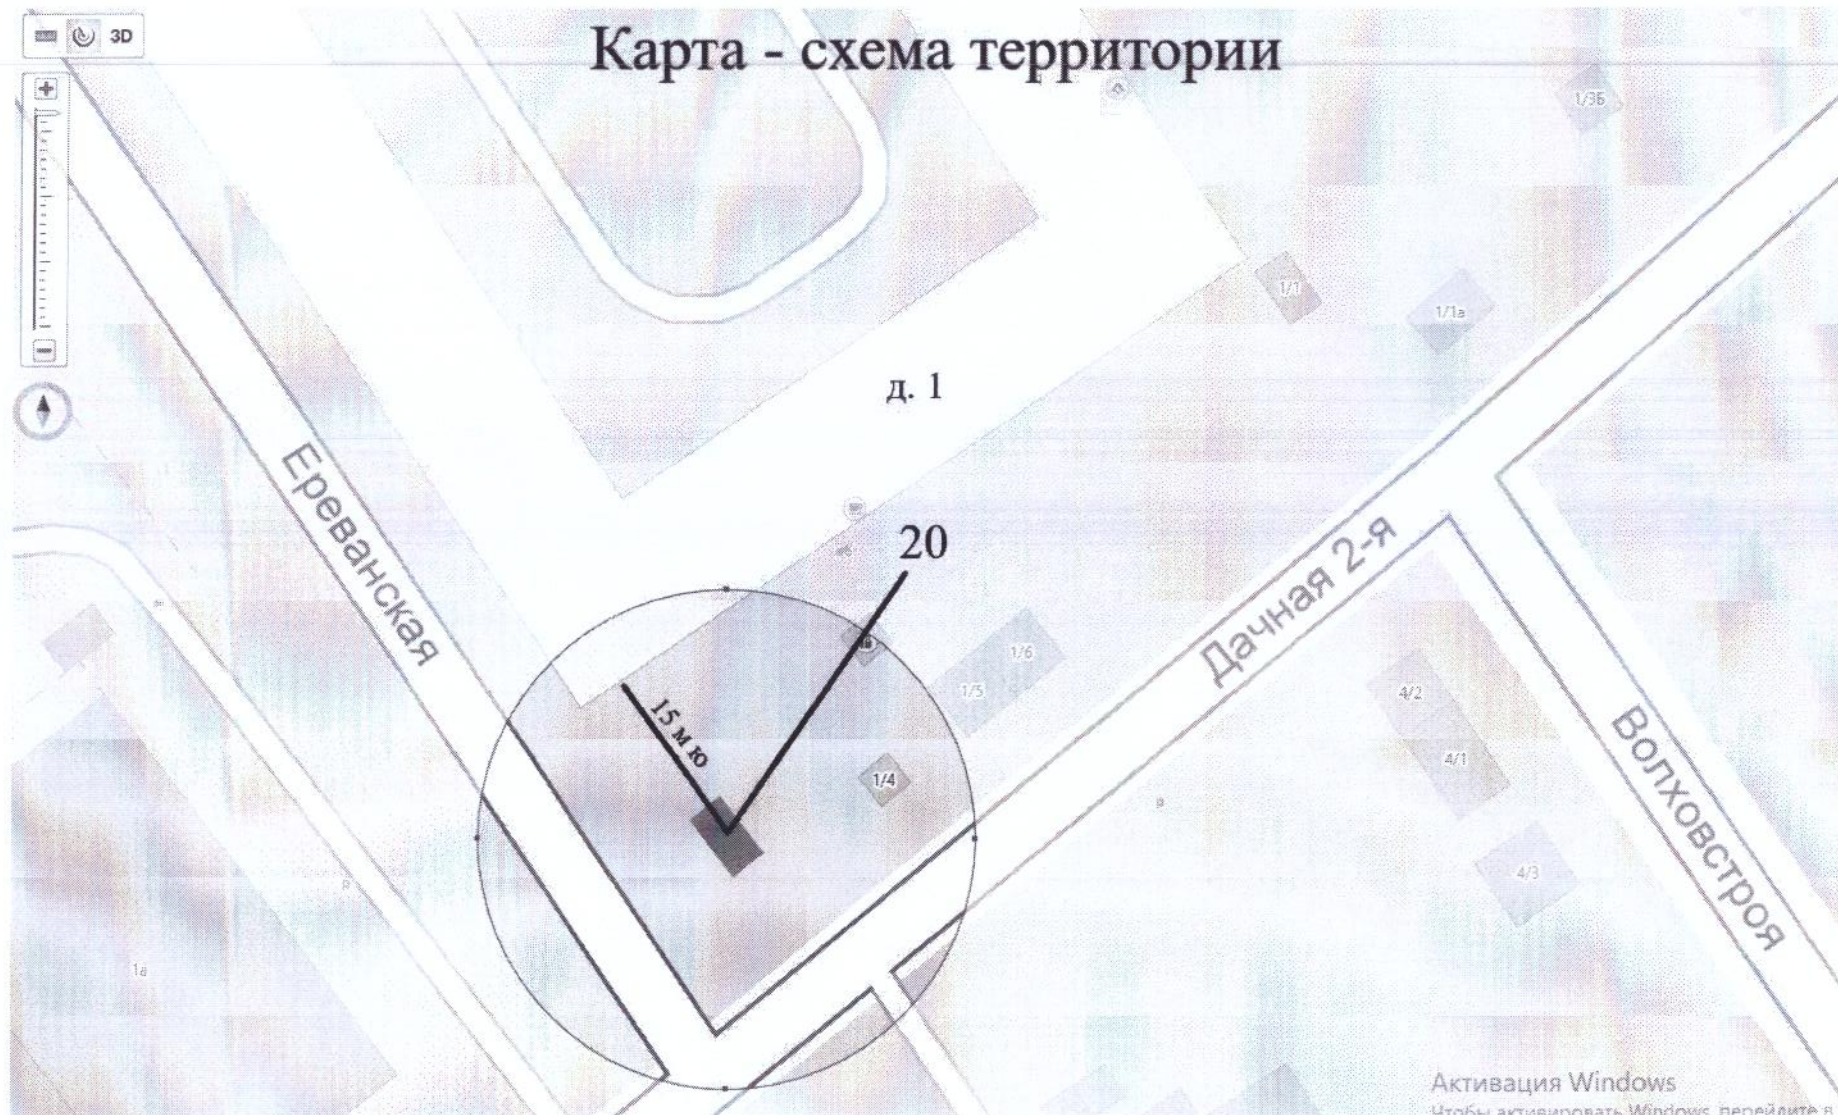 3D
Карта - схема территории
1/3Б
1/1
1/1а
д. 1
Ереванская
20
Дачная 2-я
1/6
1/5
15 м ю
1/4
4/2
4/1
4/3
Волховстроя
1а
Активация Windows
Чтобы активировать Windows, перейдите в